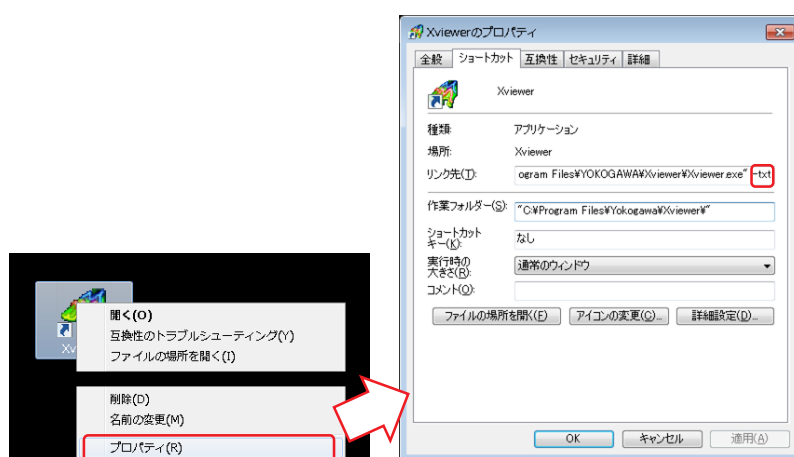 Xviewerのプロパティ
全般 ショートカット 互換性 セキュリティ 詳細
Xviewer
種類: アプリケーション
場所: Xviewer
リンク先(T): ogram Files¥YOKOGAWA¥Xviewer¥Xviewer.exe" -txt
作業フォルダー(S): "C:¥Program Files¥Yokogawa¥Xviewer¥"
ショートカット
キー(K): なし
実行時の
大きさ(R): 通常のウィンドウ
コメント(O):
ファイルの場所を開く(F) アイコンの変更(C)... 詳細設定(D)...
OK キャンセル 適用(A)
Xv
開く(O)
互換性のトラブルシューティング(Y)
ファイルの場所を開く(I)
削除(D)
名前の変更(M)
プロパティ(R)